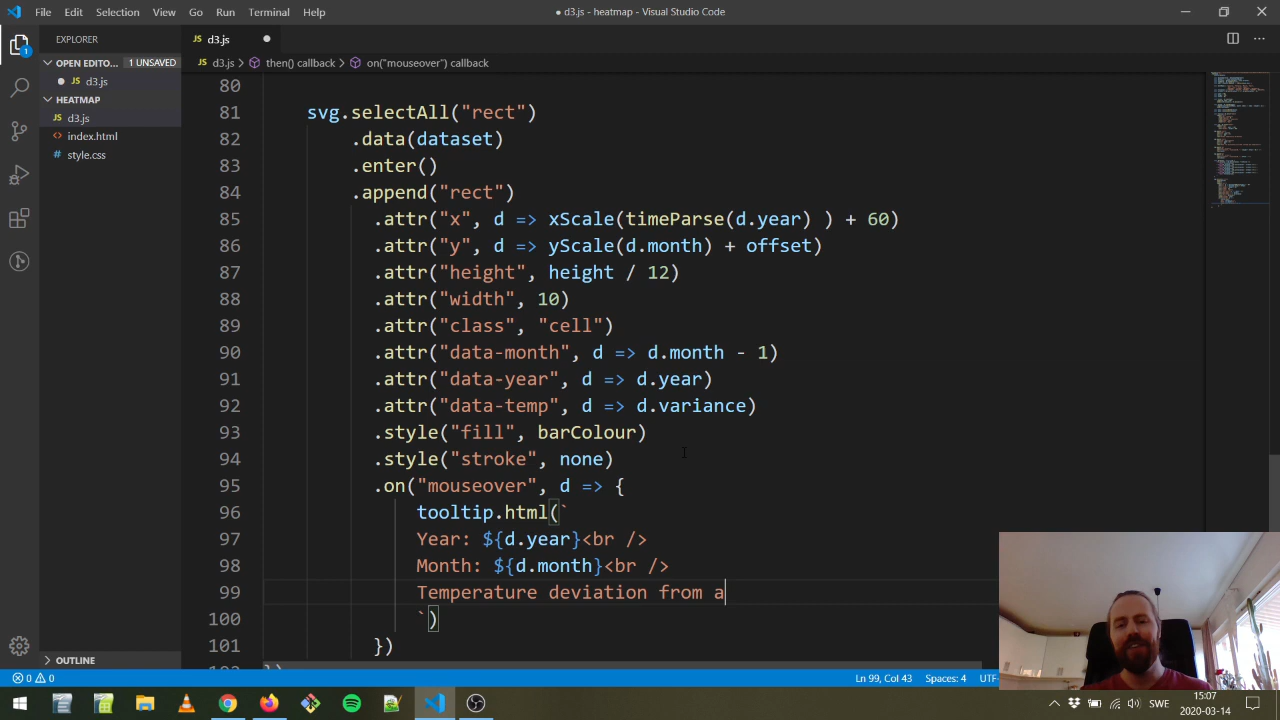 File Edit Selection View Go Run Terminal Help
● d3.js - heatmap - Visual Studio Code
EXPLORER
OPEN EDITO... 1 UNSAVED
● d3.js
HEATMAP
JS d3.js
<> index.html
# style.css
OUTLINE
JS d3.js ●
JS d3.js > then() callback > on("mouseover") callback
80
81 svg.selectAll("rect")
82 .data(dataset)
83 .enter()
84 .append("rect")
85 .attr("x", d => xScale(timeParse(d.year) ) + 60)
86 .attr("y", d => yScale(d.month) + offset)
87 .attr("height", height / 12)
88 .attr("width", 10)
89 .attr("class", "cell")
90 .attr("data-month", d => d.month - 1)
91 .attr("data-year", d => d.year)
92 .attr("data-temp", d => d.variance)
93 .style("fill", barColour)
94 .style("stroke", none)
95 .on("mouseover", d => {
96 tooltip.html(`
97 Year: ${d.year}<br />
98 Month: ${d.month}<br />
99 Temperature deviation from a
100 `)
101 })
0 0 Ln 99, Col 43 Spaces: 4 UTF-
SWE
15:07
2020-03-14